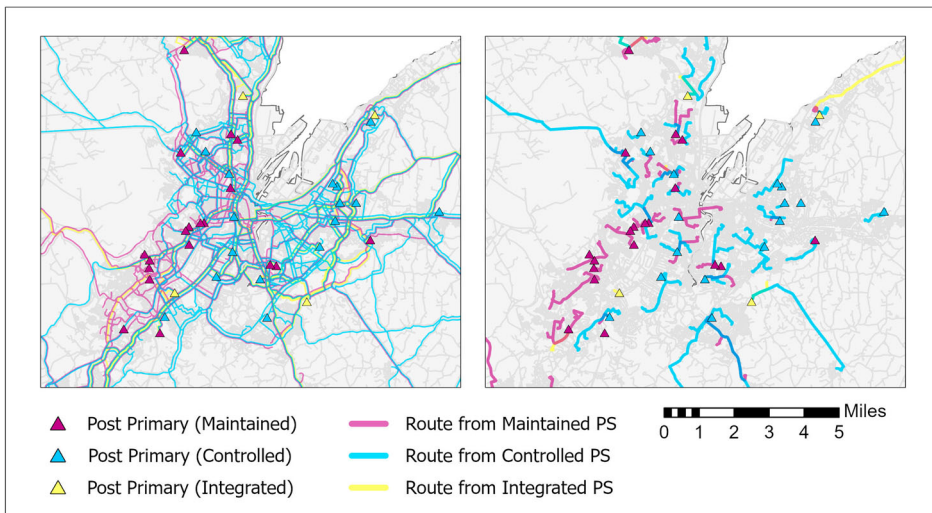 Post Primary (Maintained)
Route from Maintained PS
Post Primary (Controlled)
Route from Controlled PS
Post Primary (Integrated)
Route from Integrated PS
Miles
0 1 2 3 4 5